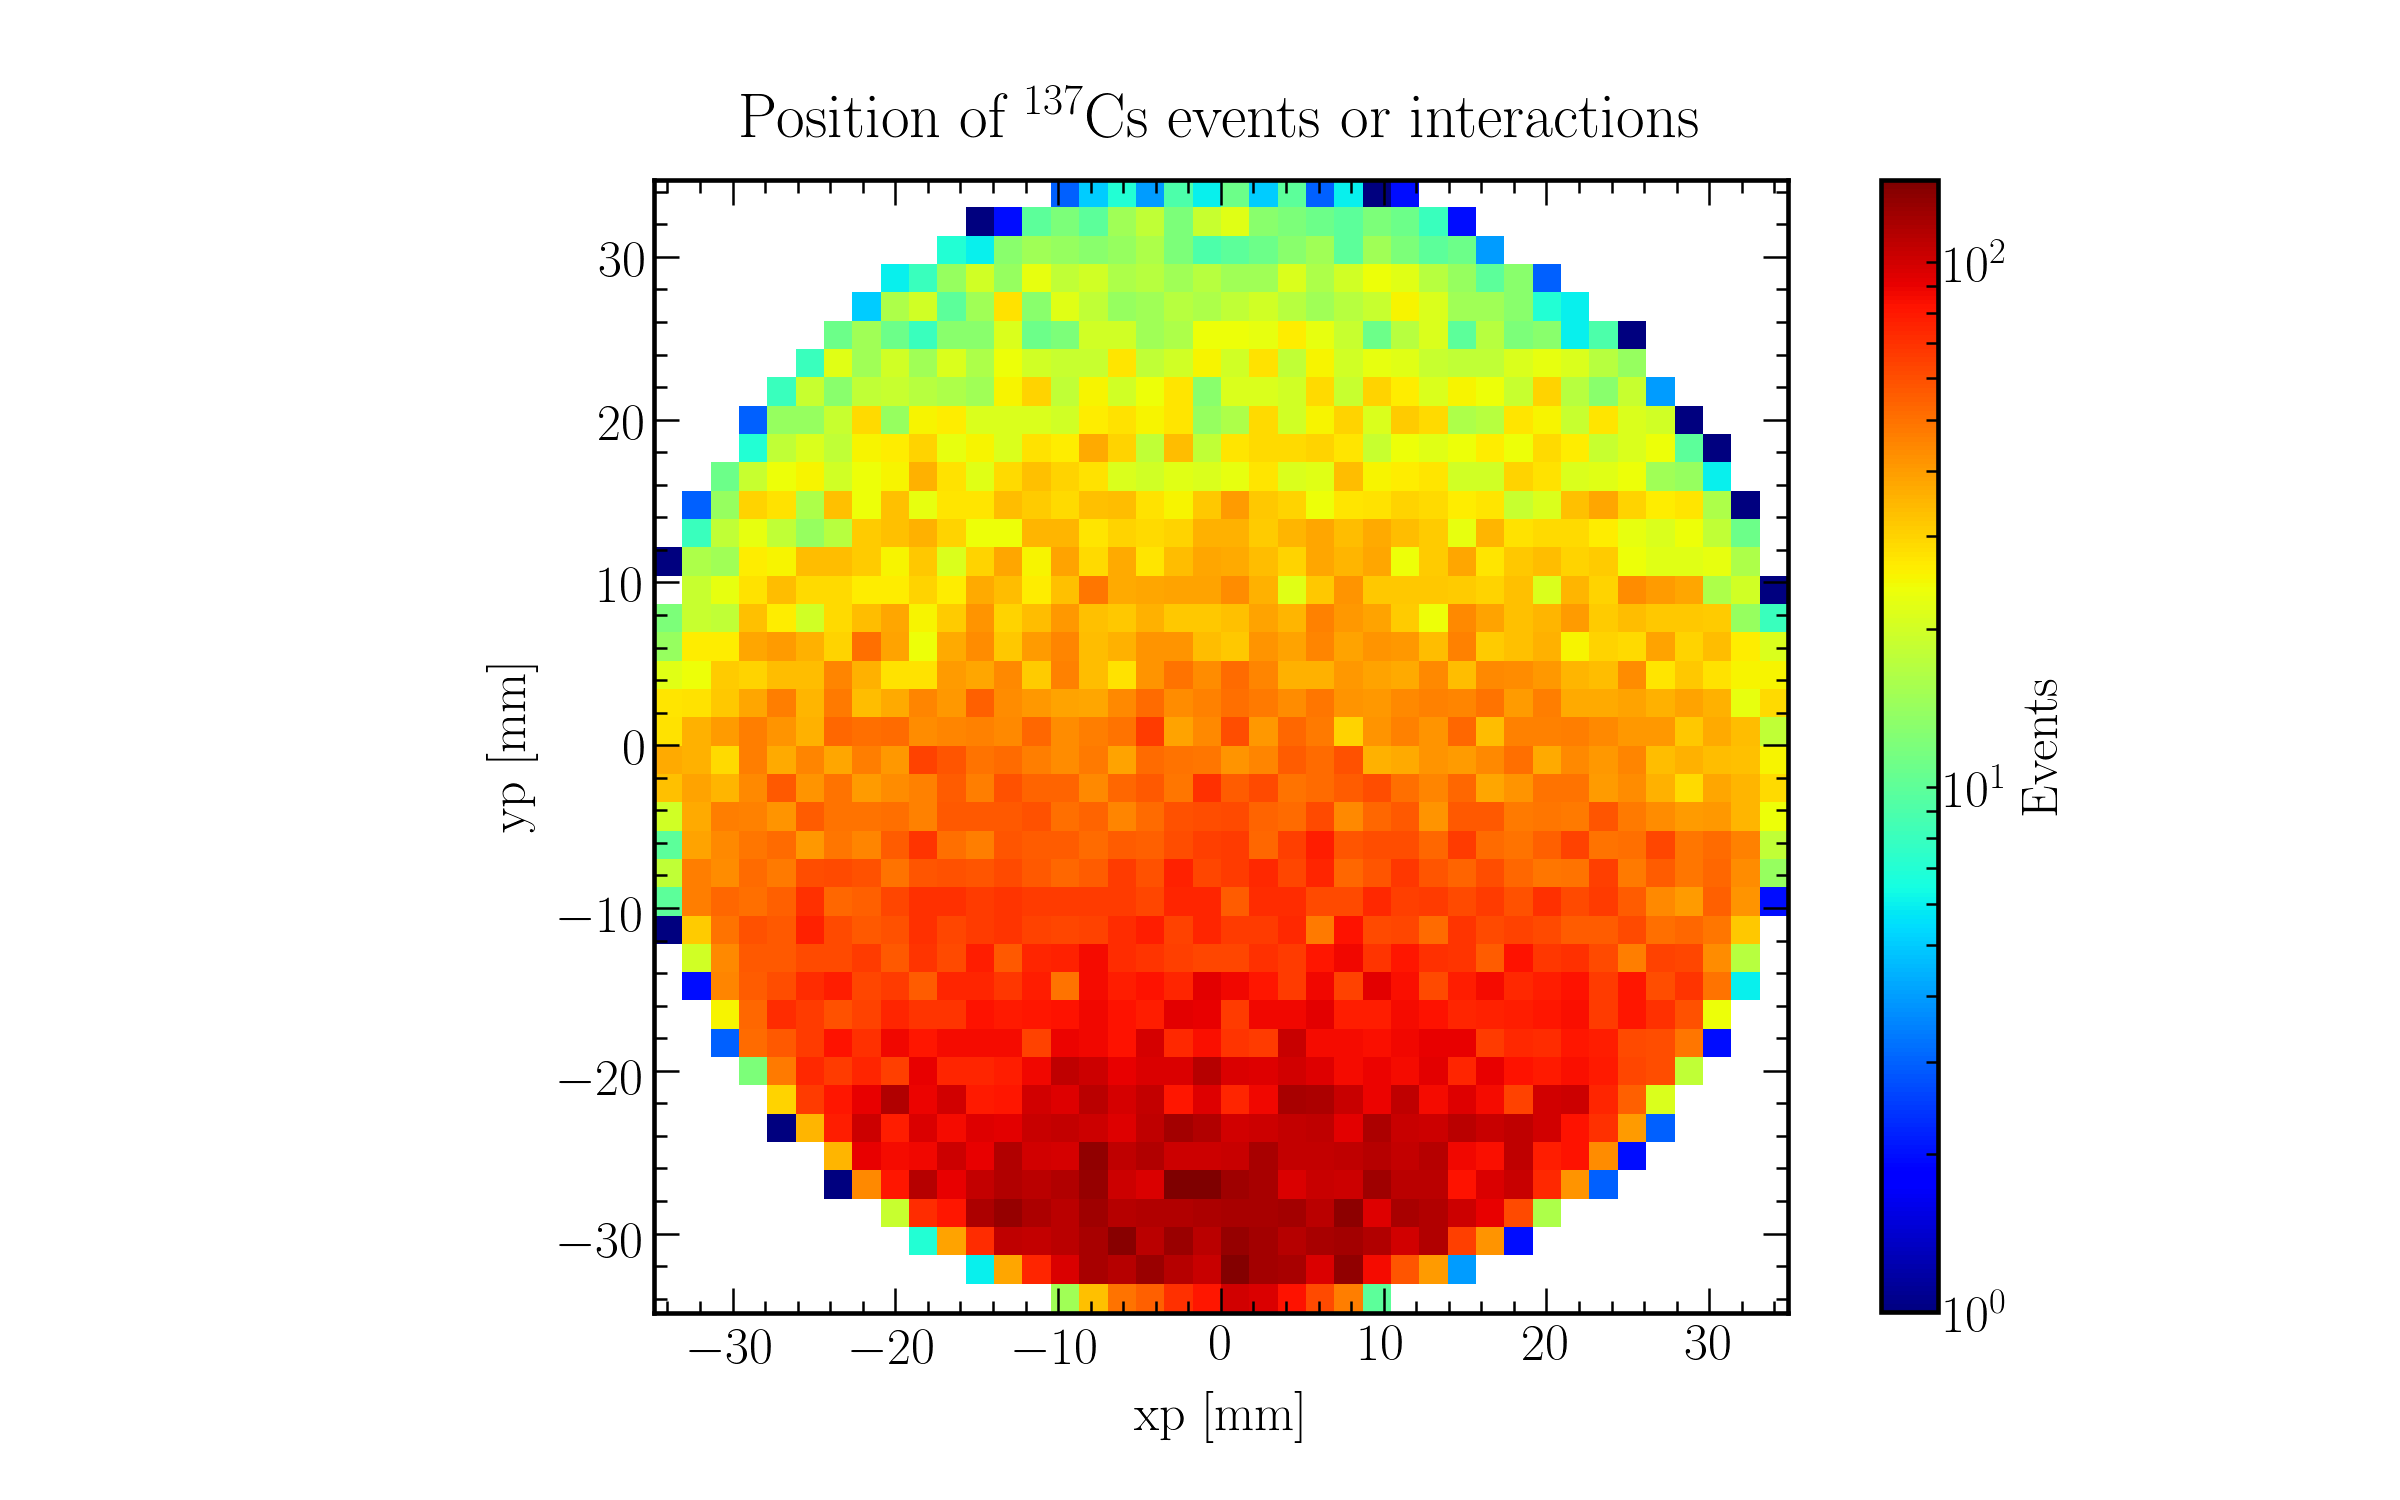 Position of ¹³⁷Cs events or interactions
30
20
10
0
−10
−20
−30
yp [mm]
−30 −20 −10 0 10 20 30
xp [mm]
10²
10¹
10⁰
Events